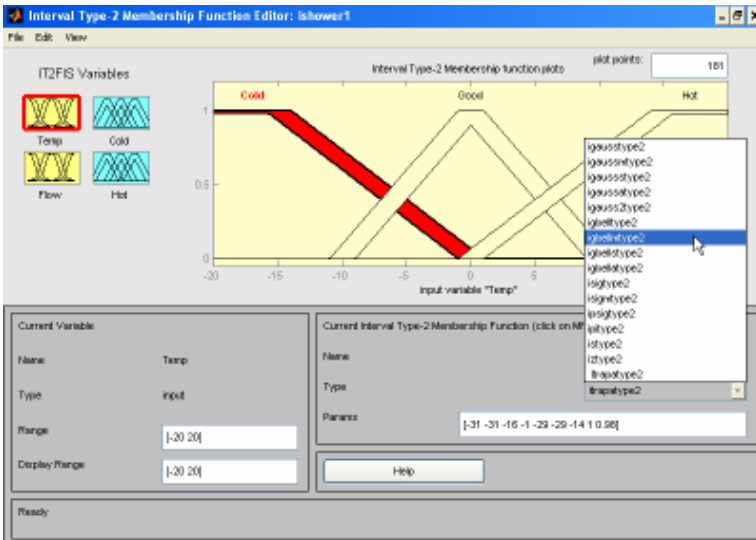 Interval Type-2 Membership Function Editor: ishower1
File Edit View
IT2FIS Variables
Interval Type-2 Membership function plots
plot points:
181
Temp
Cold
Flow
Hot
Cold
Good
Hot
1
0.5
0
-20 -15 -10 -5 0 5
input variable "Temp"
igausstype2
igaussmtype2
igaussstype2
igaussatype2
igauss2type2
igbelltype2
igbellmtype2
igbellstype2
igbellatype2
isigtype2
isigmtype2
ipsigtype2
ipitype2
istype2
iztype2
itrapatype2
itrapatype2
Current Variable
Name
Temp
Type
input
Range
[-20 20]
Display Range
[-20 20]
Current Interval Type-2 Membership Function (click on MF
Name
Type
Params
[-31 -31 -16 -1 -29 -29 -14 1 0.98]
Help
Ready